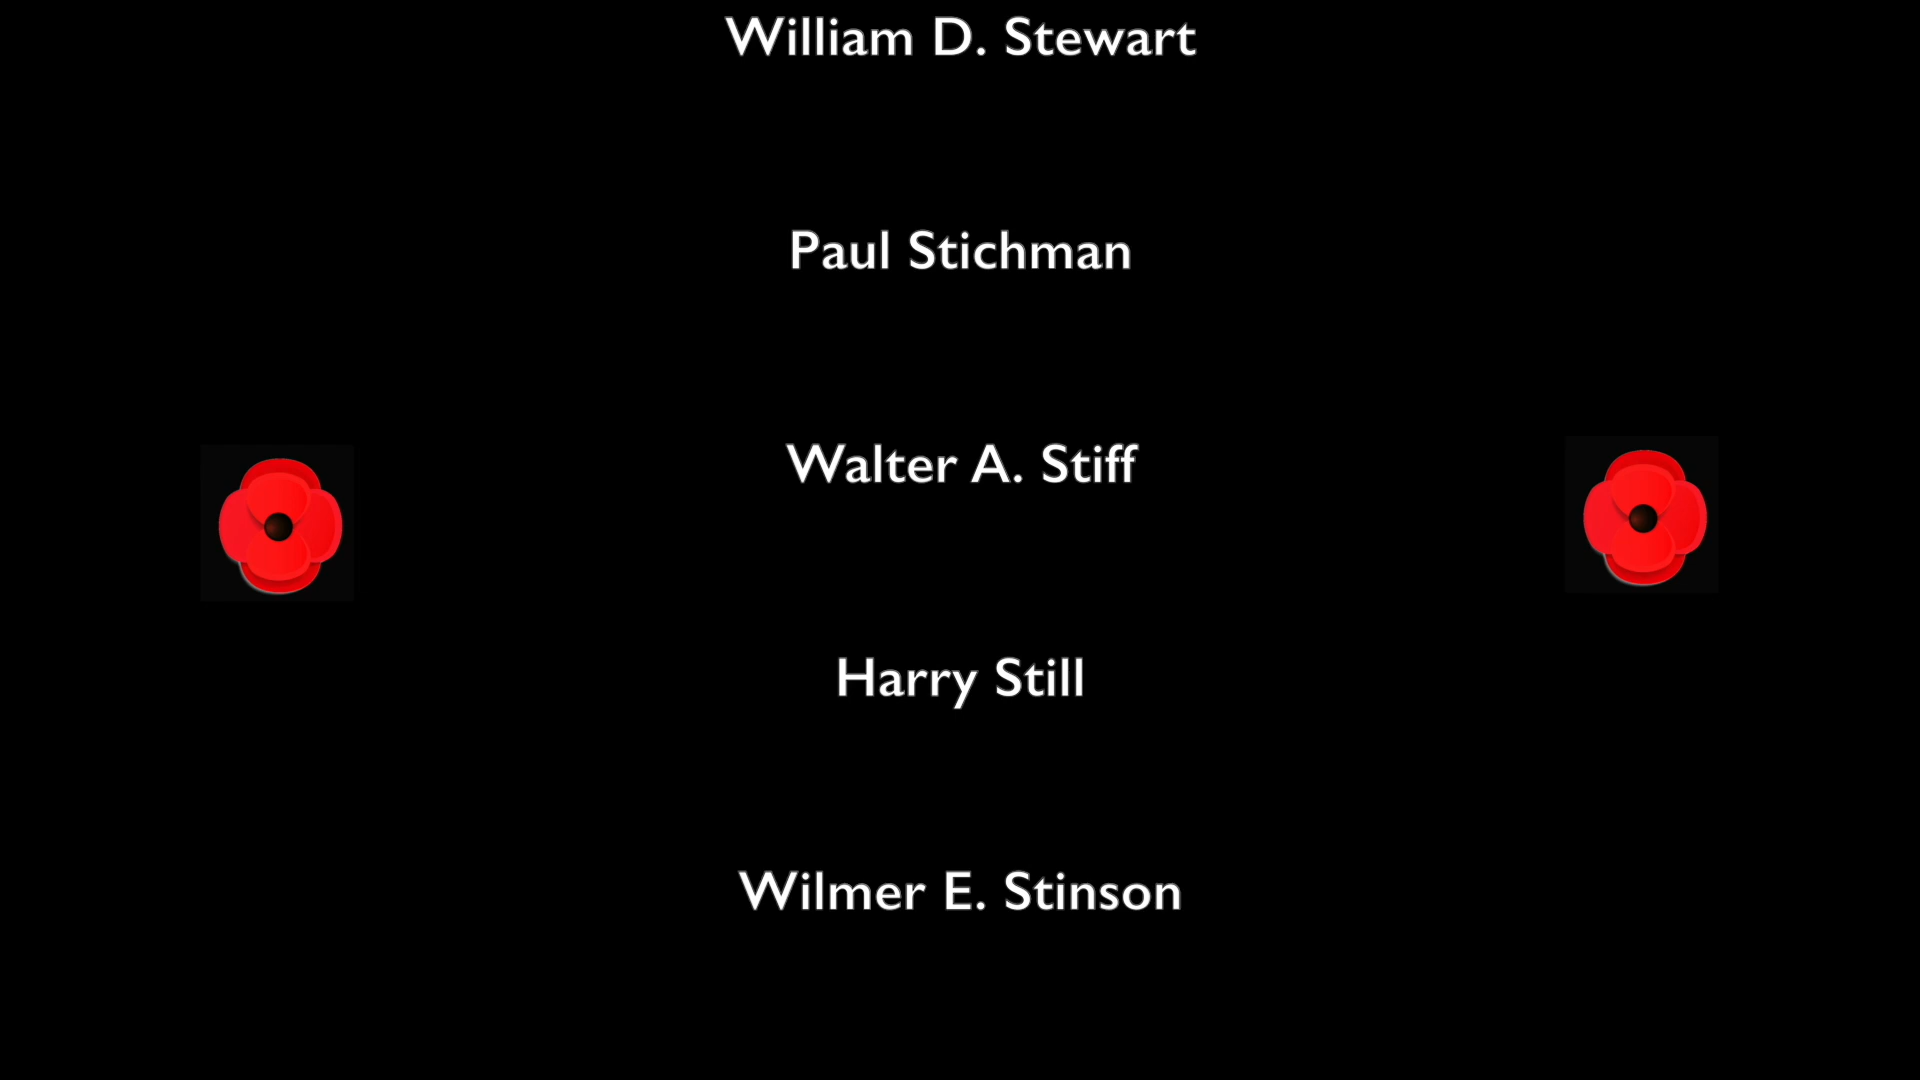 William D. Stewart
Paul Stichman
Walter A. Stiff
Harry Still
Wilmer E. Stinson